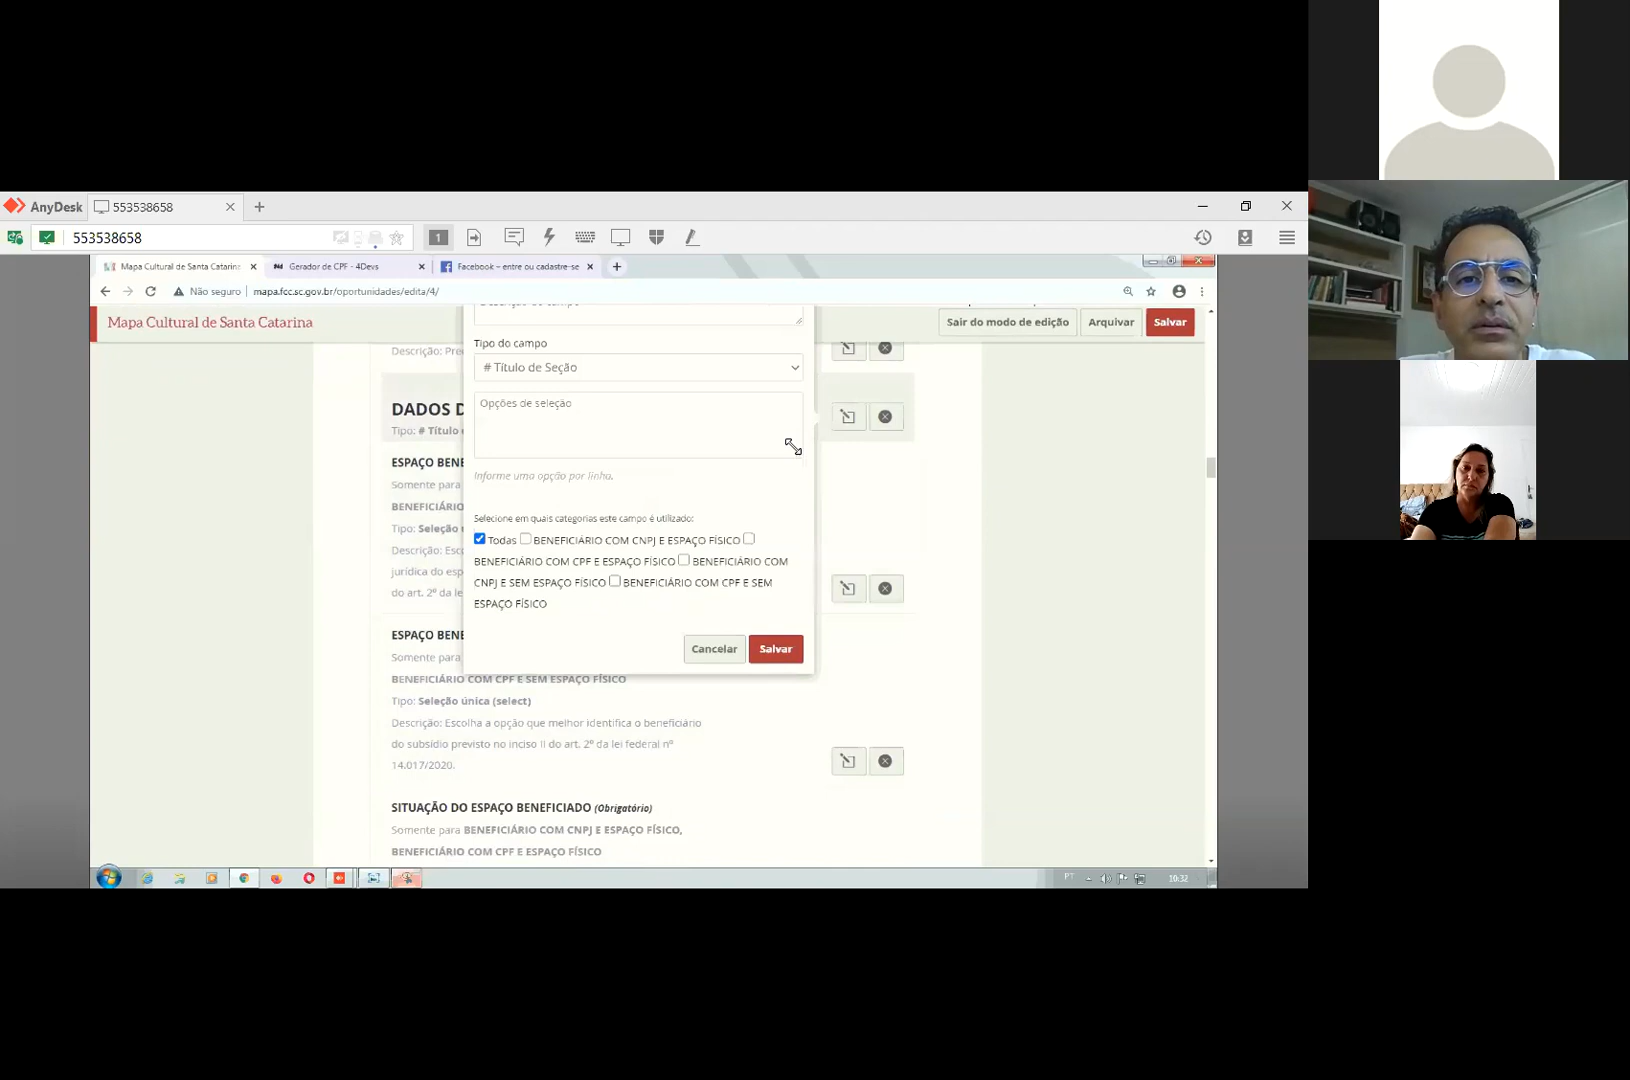 AnyDesk
553538658
553538658
1
Mapa Cultural de Santa Catarina
Gerador de CPF - 4Devs
Facebook – entre ou cadastre-se
Não seguro
mapa.fcc.sc.gov.br/oportunidades/edita/4/
Mapa Cultural de Santa Catarina
Sair do modo de edição
Arquivar
Salvar
Tipo do campo
# Título de Seção
Opções de seleção
Informe uma opção por linha.
Selecione em quais categorias este campo é utilizado:
Todas BENEFICIÁRIO COM CNPJ E ESPAÇO FÍSICO
BENEFICIÁRIO COM CPF E ESPAÇO FÍSICO BENEFICIÁRIO COM
CNPJ E SEM ESPAÇO FÍSICO BENEFICIÁRIO COM CPF E SEM
ESPAÇO FÍSICO
Cancelar
Salvar
Descrição:
DADOS
Tipo: # Título
ESPAÇO
Somente para
Tipo: Seleção
Descrição:
jurídica do
do art. 2º da
ESPAÇO
Somente para
BENEFICIÁRIO COM CPF E SEM ESPAÇO FÍSICO
Tipo: Seleção única (select)
Descrição: Escolha a opção que melhor identifica o beneficiário
do subsídio previsto no inciso II do art. 2º da lei federal nº
14.017/2020.
SITUAÇÃO DO ESPAÇO BENEFICIADO (Obrigatório)
Somente para BENEFICIÁRIO COM CNPJ E ESPAÇO FÍSICO,
BENEFICIÁRIO COM CPF E ESPAÇO FÍSICO
PT
10:32